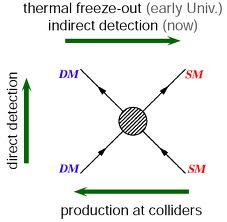 thermal freeze-out (early Univ.)
indirect detection (now)
direct detection
DM
SM
DM
SM
production at colliders